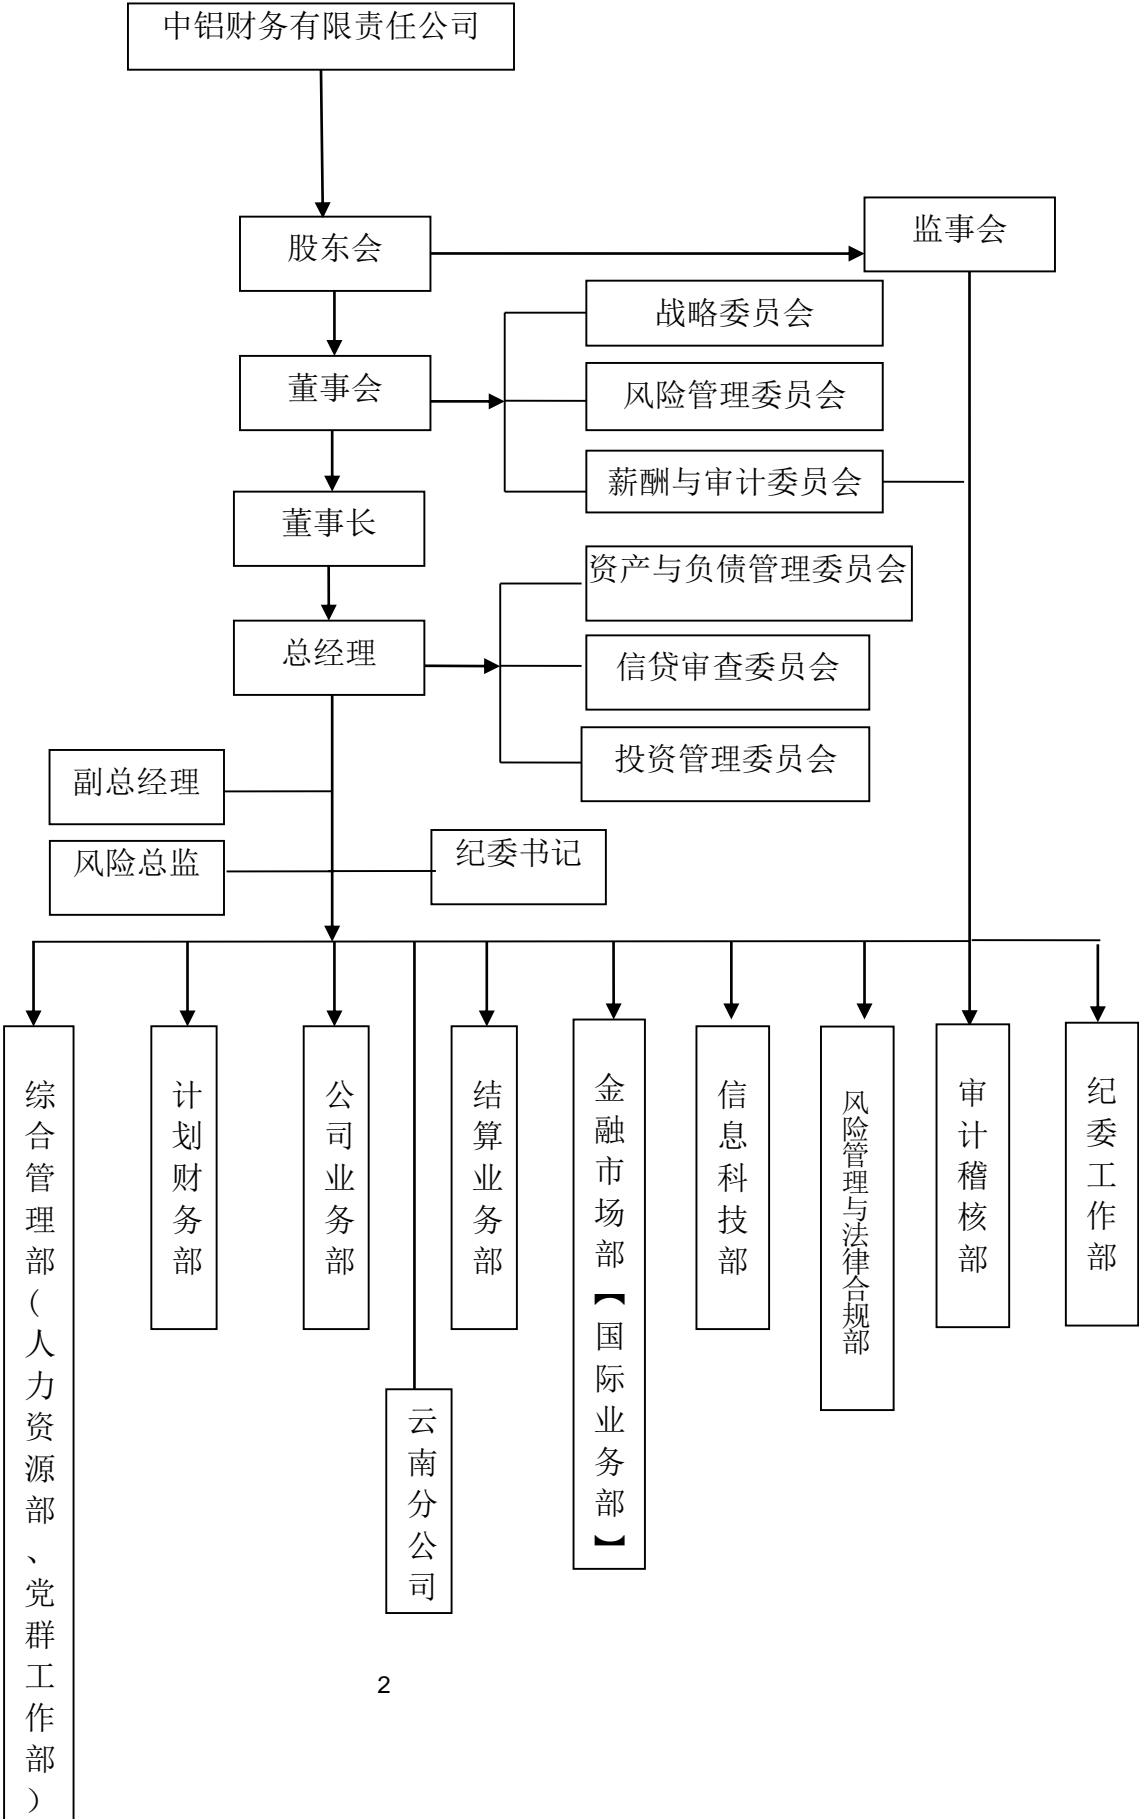 中铝财务有限责任公司
股东会
监事会
战略委员会
董事会
风险管理委员会
薪酬与审计委员会
董事长
资产与负债管理委员会
总经理
信贷审查委员会
投资管理委员会
副总经理
风险总监
纪委书记
综合管理部(人力资源部、党群工作部)
计划财务部
公司业务部
云南分公司
结算业务部
金融市场部【国际业务部】
信息科技部
风险管理与法律合规部
审计稽核部
纪委工作部
2